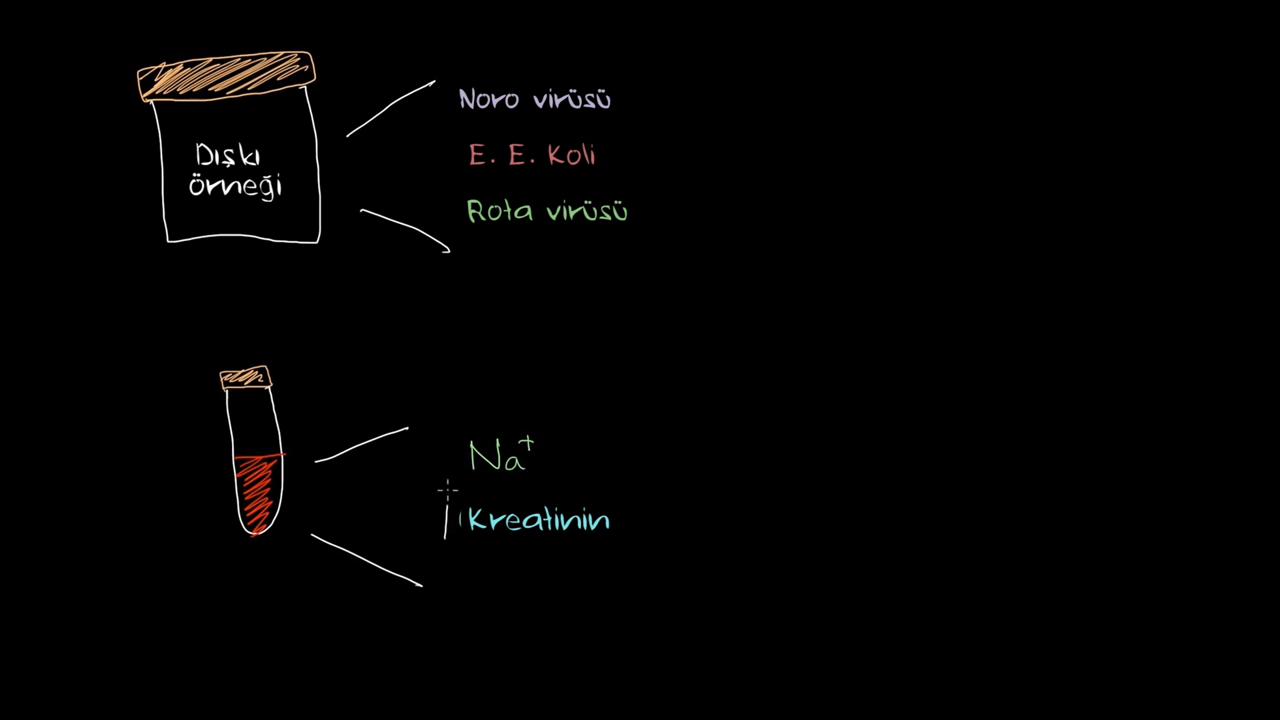 Dışkı
örneği
Noro virüsü
E. E. Koli
Rota virüsü
Na⁺
Kreatinin